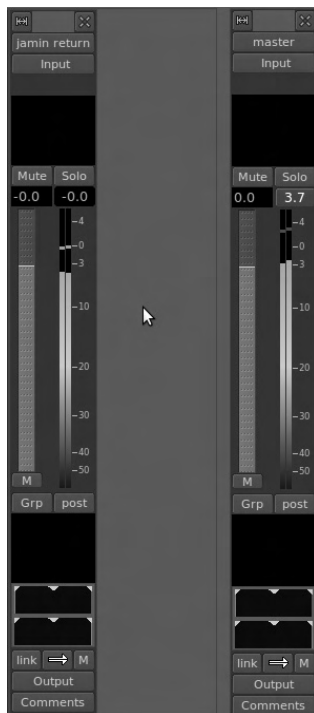 jamin return
Input
Mute Solo
-0.0 -0.0
-4
-0
-3
-10
-20
-30
-40
-50
M
Grp post
link M
Output
Comments
master
Input
Mute Solo
0.0 3.7
-4
-0
-3
-10
-20
-30
-40
-50
M
Grp post
link M
Output
Comments